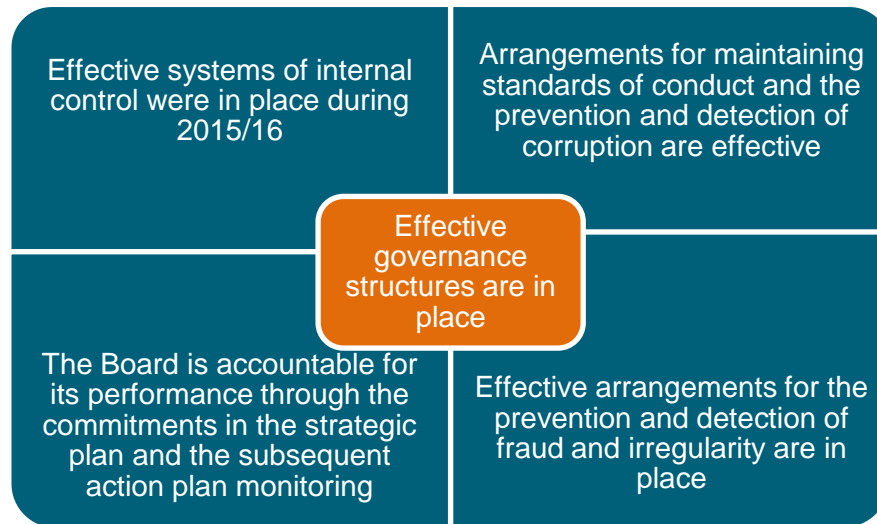 Effective systems of internal
control were in place during
2015/16
Arrangements for maintaining
standards of conduct and the
prevention and detection of
corruption are effective
Effective
governance
structures are in
place
The Board is accountable for
its performance through the
commitments in the strategic
plan and the subsequent
action plan monitoring
Effective arrangements for the
prevention and detection of
fraud and irregularity are in
place